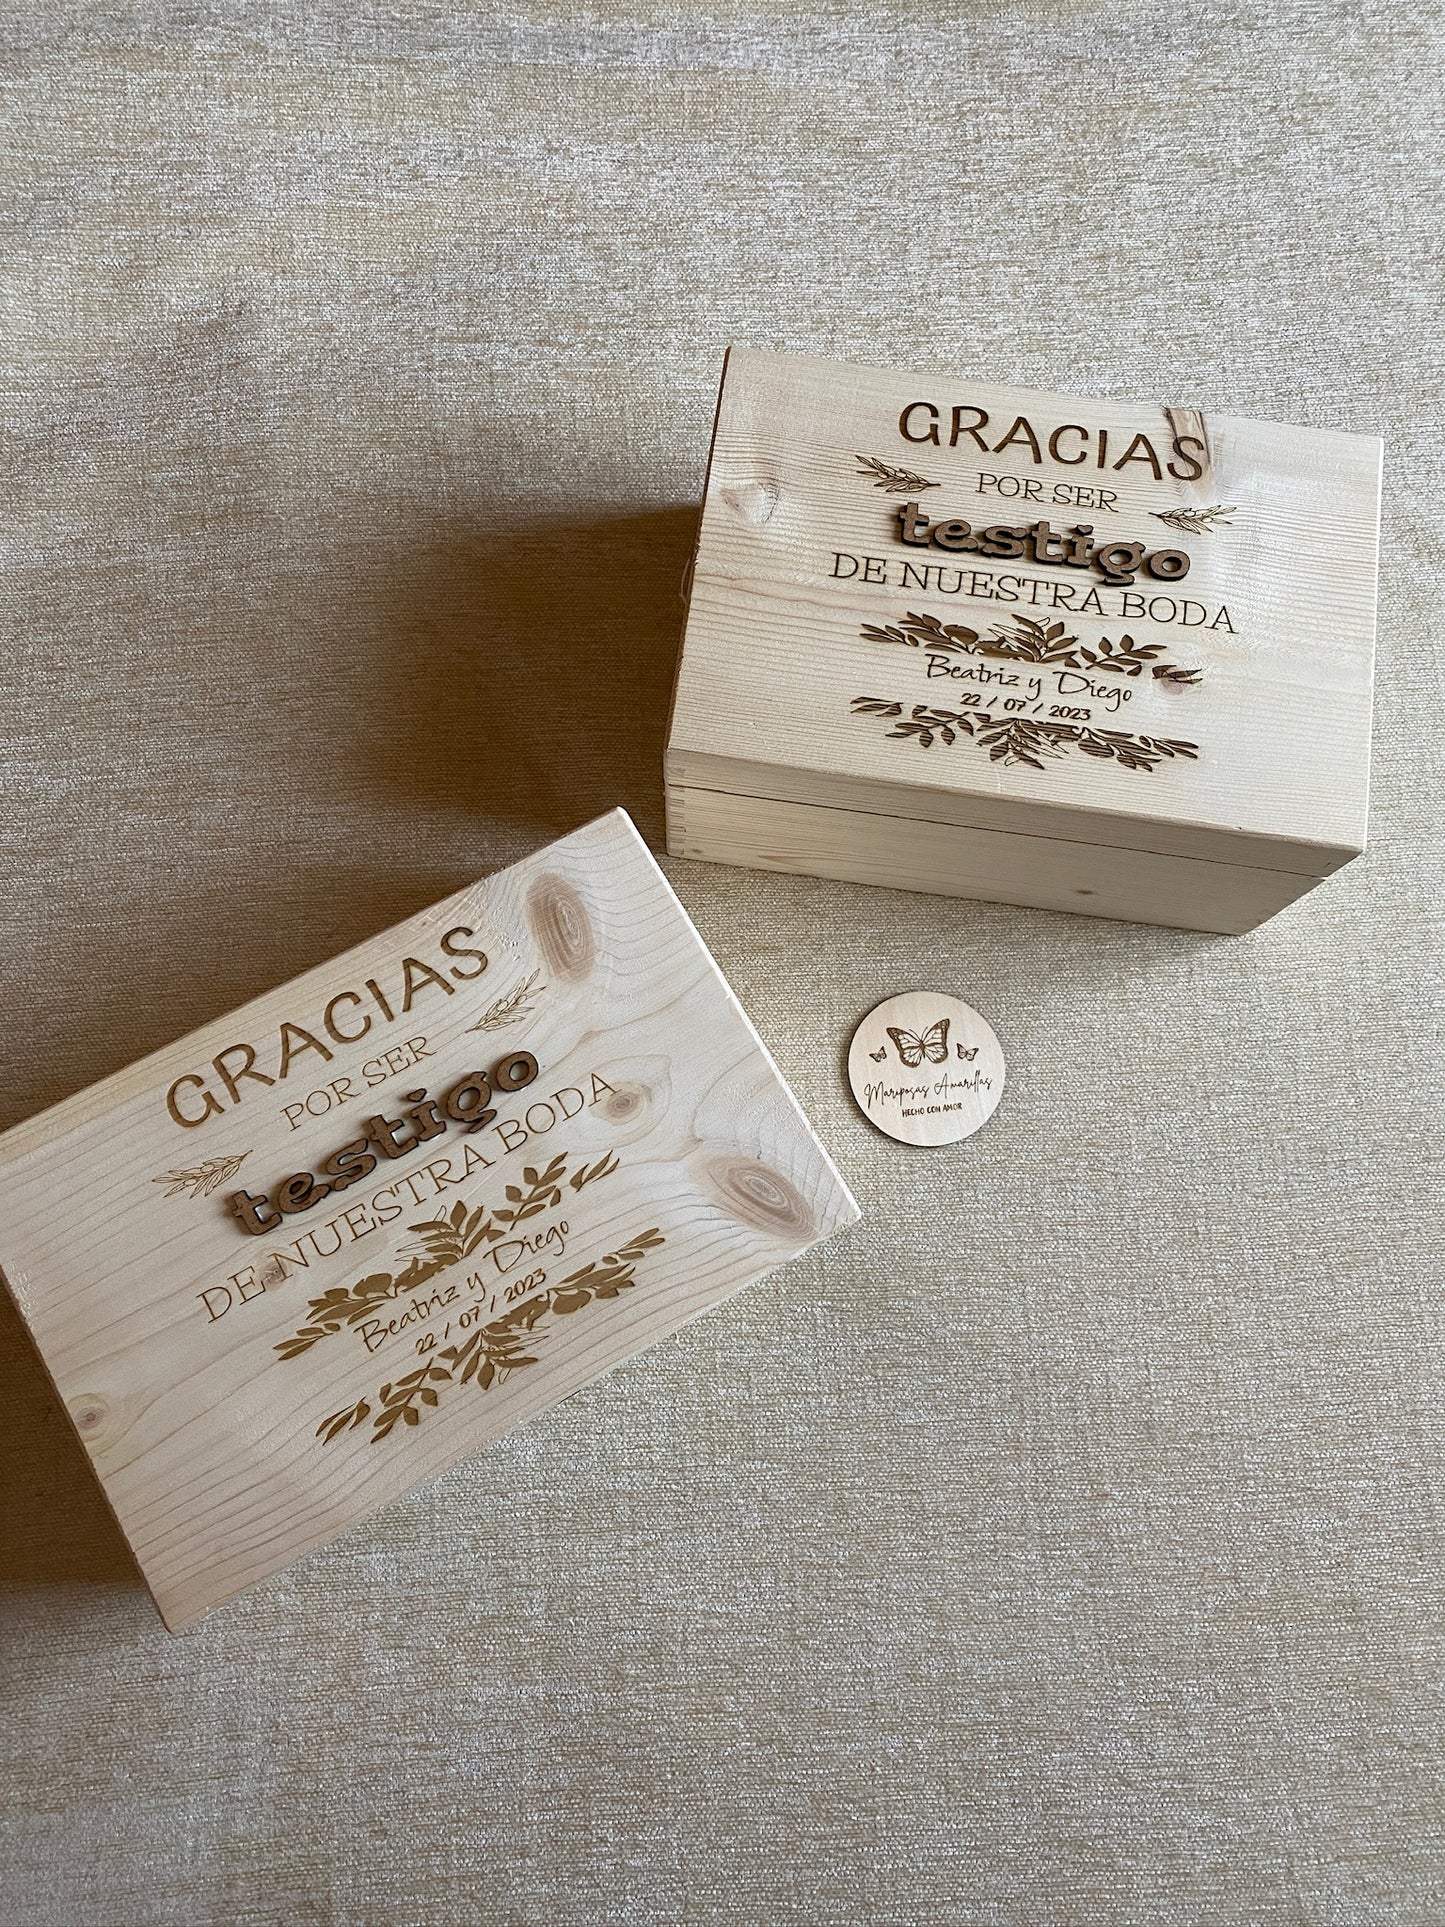 GRACIAS
POR SER
testigo
DE NUESTRA BODA
Beatriz y Diego
22 / 07 / 2023
GRACIAS
POR SER
testigo
DE NUESTRA BODA
Beatriz y Diego
22 / 07 / 2023
Mariposas Amarillas
HECHO CON AMOR